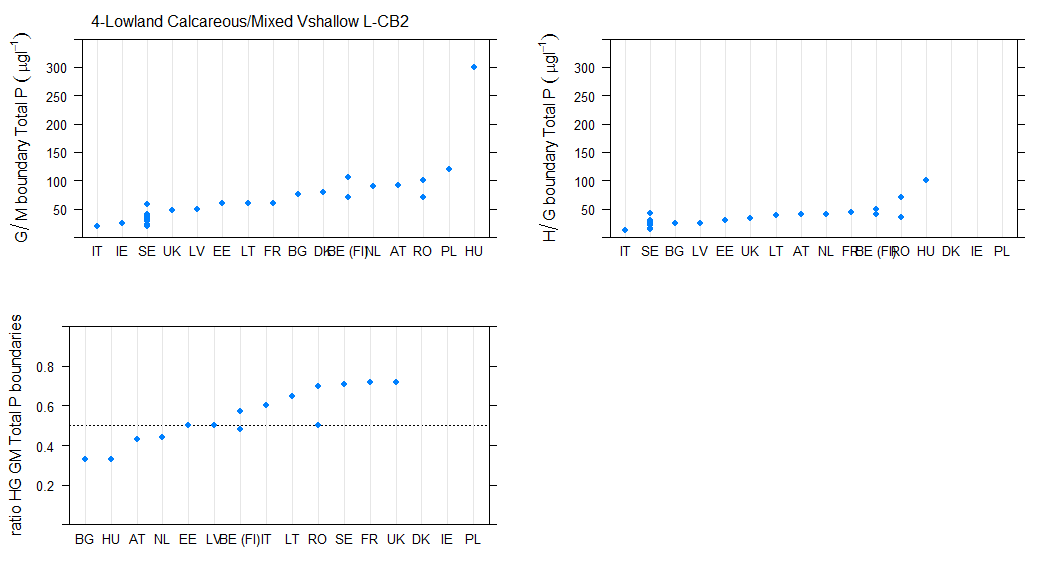 4-Lowland Calcareous/Mixed Vshallow L-CB2
G/ M boundary Total P ( μgl⁻¹)
300
250
200
150
100
50
IT IE SE UK LV EE LT FR BG DK BE (FI) NL AT RO PL HU
H/ G boundary Total P ( μgl⁻¹)
300
250
200
150
100
50
IT SE BG LV EE UK LT AT NL FR BE (FI) RO HU DK IE PL
ratio HG GM Total P boundaries
0.8
0.6
0.4
0.2
BG HU AT NL EE LV BE (FI) IT LT RO SE FR UK DK IE PL